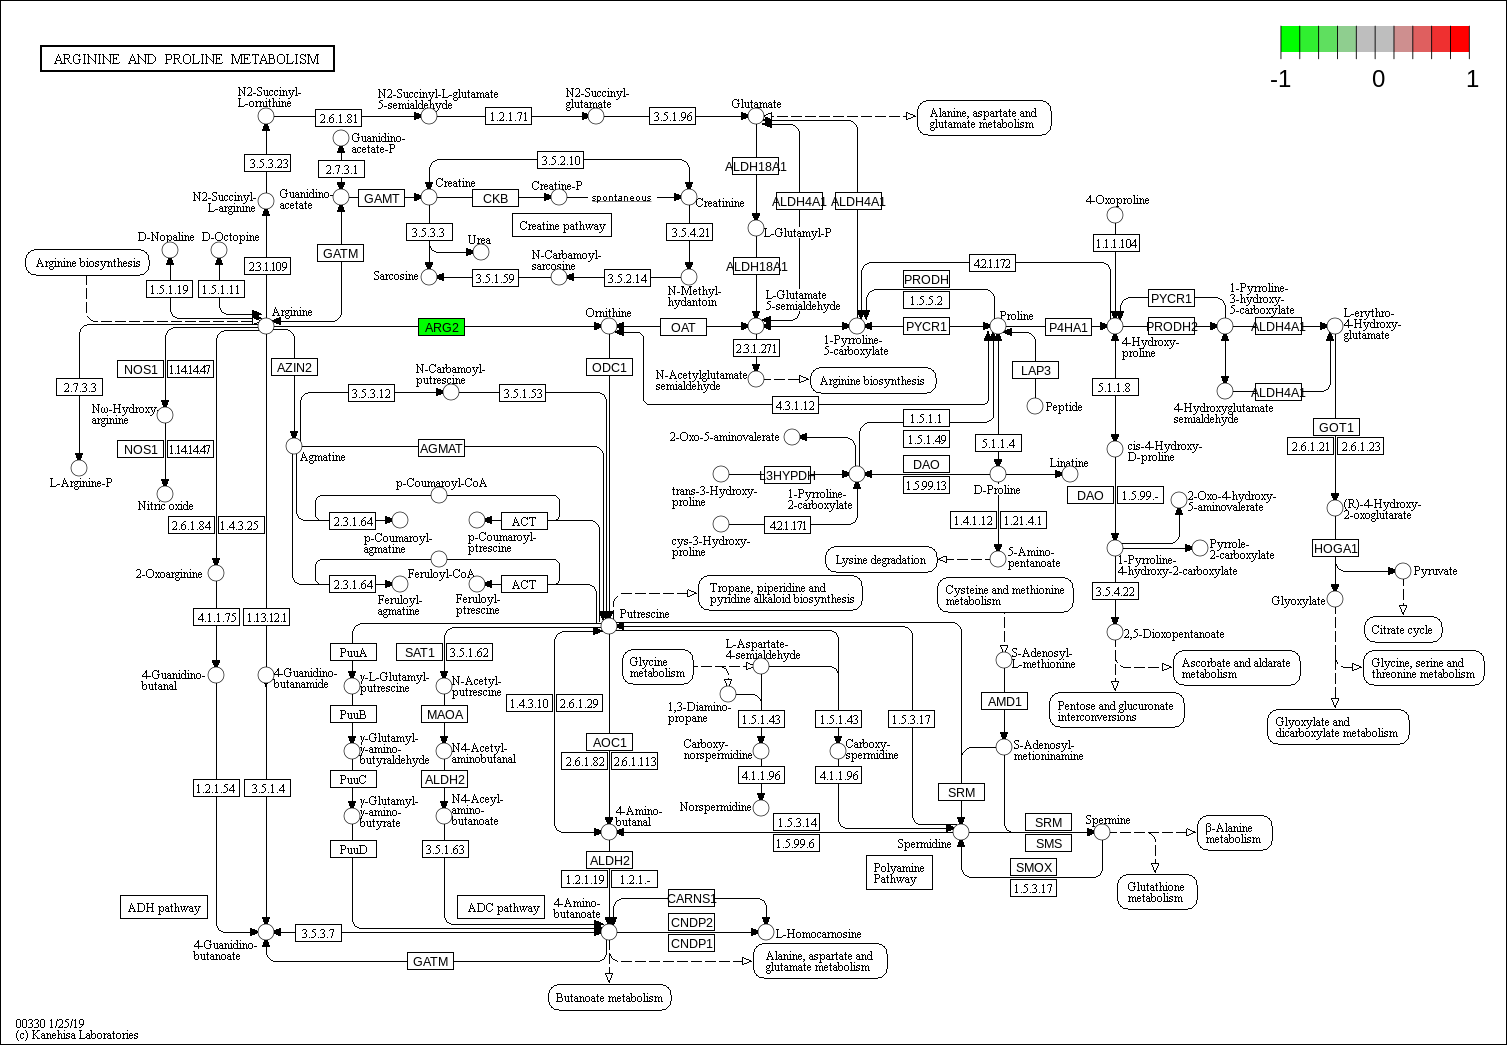 ARGININE AND PROLINE METABOLISM
-1
0
1
N2-Succinyl-
L-ornithine
2.6.1.81
N2-Succinyl-L-glutamate
5-semialdehyde
1.2.1.71
N2-Succinyl-
glutamate
3.5.1.96
Glutamate
Alanine, aspartate and
glutamate metabolism
Guanidino-
acetate-P
3.5.3.23
2.7.3.1
3.5.2.10
ALDH18A1
N2-Succinyl-
L-arginine
Guanidino-
acetate
GAMT
Creatine
CKB
Creatine-P
spontaneous
Creatinine
ALDH4A1
ALDH4A1
4-Oxoproline
D-Nopaline
D-Octopine
GATM
3.5.3.3
Urea
Creatine pathway
3.5.4.21
L-Glutamyl-P
1.1.1.104
Arginine biosynthesis
2.3.1.109
Sarcosine
3.5.1.59
N-Carbamoyl-
sarcosine
3.5.2.14
N-Methyl-
hydantoin
ALDH18A1
4.2.1.172
1.5.1.19
1.5.1.11
L-Glutamate
5-semialdehyde
PRODH
1.5.5.2
PYCR1
1-Pyrroline-
3-hydroxy-
5-carboxylate
Arginine
ARG2
Ornithine
OAT
1-Pyrroline-
5-carboxylate
PYCR1
Proline
P4HA1
4-Hydroxy-
proline
PRODH2
ALDH4A1
L-erythro-
4-Hydroxy-
glutamate
2.3.1.271
NOS1
1.14.14.47
AZIN2
ODC1
N-Acetylglutamate
semialdehyde
Arginine biosynthesis
LAP3
2.7.3.3
N-Carbamoyl-
putrescine
3.5.3.12
3.5.1.53
4.3.1.12
Peptide
5.1.1.8
ALDH4A1
4-Hydroxyglutamate
semialdehyde
Nω-Hydroxy-
arginine
1.5.1.1
1.5.1.49
GOT1
2.6.1.21
2.6.1.23
NOS1
1.14.14.47
Agmatine
AGMAT
2-Oxo-5-aminovalerate
5.1.1.4
cis-4-Hydroxy-
D-proline
L-Arginine-P
trans-3-Hydroxy-
proline
L3HYPDH
1-Pyrroline-
2-carboxylate
DAO
1.5.99.13
D-Proline
Linatine
Nitric oxide
p-Coumaroyl-CoA
DAO
1.5.99.-
2-Oxo-4-hydroxy-
5-aminovalerate
(R)-4-Hydroxy-
2-oxoglutarate
2.6.1.84
1.4.3.25
2.3.1.64
p-Coumaroyl-
agmatine
ACT
p-Coumaroyl-
ptrescine
cys-3-Hydroxy-
proline
4.2.1.171
1.4.1.12
1.21.4.1
Lysine degradation
5-Amino-
pentanoate
1-Pyrroline-
4-hydroxy-2-carboxylate
Pyrrole-
2-carboxylate
HOGA1
2-Oxoarginine
Feruloyl-CoA
2.3.1.64
Feruloyl-
agmatine
ACT
Feruloyl-
ptrescine
Tropane, piperidine and
pyridine alkaloid biosynthesis
Cysteine and methionine
metabolism
3.5.4.22
Pyruvate
Glyoxylate
4.1.1.75
1.13.12.1
Putrescine
2,5-Dioxopentanoate
Citrate cycle
PuuA
SAT1
3.5.1.62
Glycine
metabolism
L-Aspartate-
4-semialdehyde
S-Adenosyl-
L-methionine
Ascorbate and aldarate
metabolism
Glycine, serine and
threonine metabolism
4-Guanidino-
butanal
4-Guanidino-
butanamide
γ-L-Glutamyl-
putrescine
N-Acetyl-
putrescine
1.4.3.10
2.6.1.29
1,3-Diamino-
propane
AMD1
Pentose and glucuronate
interconversions
Glyoxylate and
dicarboxylate metabolism
PuuB
MAOA
1.5.1.43
1.5.1.43
1.5.3.17
γ-Glutamyl-
γ-amino-
butyraldehyde
N4-Acetyl-
aminobutanal
AOC1
2.6.1.82
2.6.1.113
Carboxy-
norspermidine
Carboxy-
spermidine
S-Adenosyl-
metioninamine
1.2.1.54
3.5.1.4
PuuC
ALDH2
4.1.1.96
4.1.1.96
SRM
γ-Glutamyl-
γ-amino-
butyrate
N4-Aceyl-
amino-
butanoate
4-Amino-
butanal
Norspermidine
1.5.3.14
1.5.99.6
Spermidine
SRM
SMS
Spermine
β-Alanine
metabolism
PuuD
3.5.1.63
ALDH2
1.2.1.19
1.2.1.-
Polyamine
Pathway
SMOX
1.5.3.17
Glutathione
metabolism
ADH pathway
ADC pathway
4-Amino-
butanoate
CARNS1
CNDP2
CNDP1
L-Homocarnosine
4-Guanidino-
butanoate
3.5.3.7
GATM
Alanine, aspartate and
glutamate metabolism
Butanoate metabolism
00330 1/25/19
(c) Kanehisa Laboratories